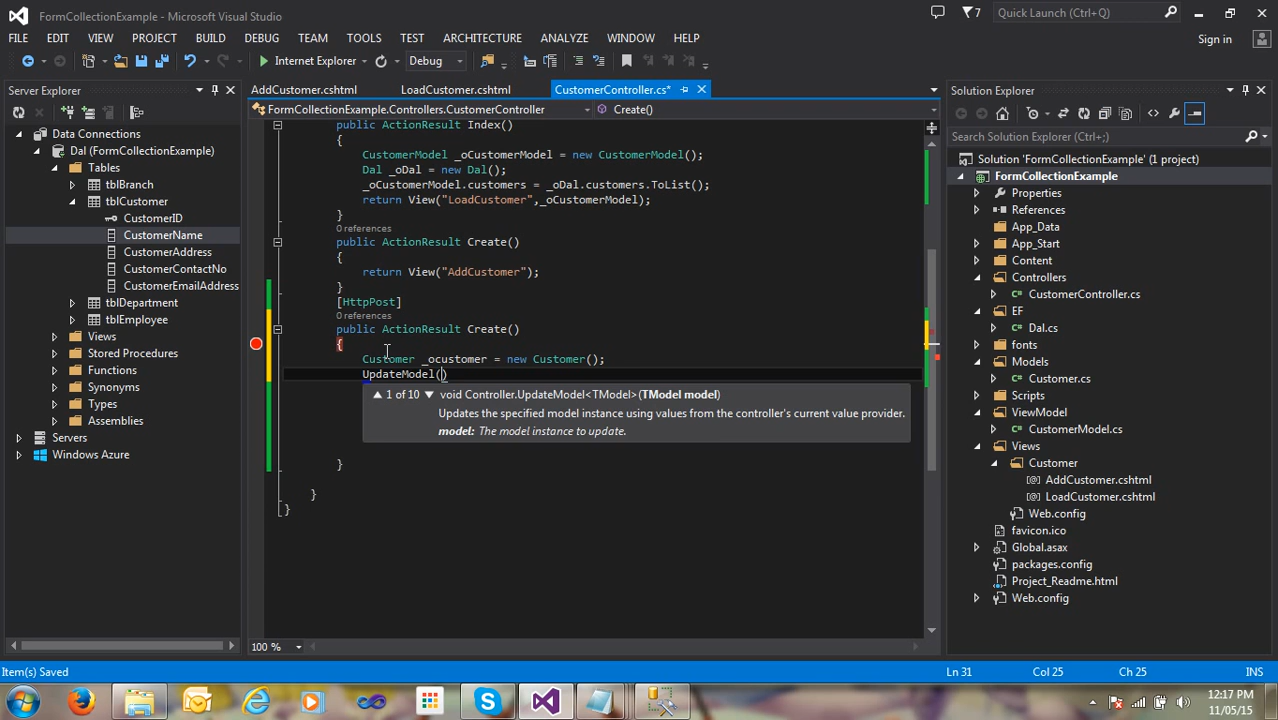 FormCollectionExample - Microsoft Visual Studio
7
Quick Launch (Ctrl+Q)
FILE EDIT VIEW PROJECT BUILD DEBUG TEAM TOOLS TEST ARCHITECTURE ANALYZE WINDOW HELP
Sign in
Internet Explorer
Debug
Server Explorer
Data Connections
Dal (FormCollectionExample)
Tables
tblBranch
tblCustomer
CustomerID
CustomerName
CustomerAddress
CustomerContactNo
CustomerEmailAddress
tblDepartment
tblEmployee
Views
Stored Procedures
Functions
Synonyms
Types
Assemblies
Servers
Windows Azure
AddCustomer.cshtml LoadCustomer.cshtml CustomerController.cs*
FormCollectionExample.Controllers.CustomerController Create()
public ActionResult Index()
{
CustomerModel _oCustomerModel = new CustomerModel();
Dal _oDal = new Dal();
_oCustomerModel.customers = _oDal.customers.ToList();
return View("LoadCustomer",_oCustomerModel);
}
0 references
public ActionResult Create()
{
return View("AddCustomer");
}
[HttpPost]
0 references
public ActionResult Create()
{
Customer _ocustomer = new Customer();
UpdateModel()
1 of 10 void Controller.UpdateModel<TModel>(TModel model)
Updates the specified model instance using values from the controller's current value provider.
model: The model instance to update.
}
}
}
100 %
Solution Explorer
Search Solution Explorer (Ctrl+;)
Solution 'FormCollectionExample' (1 project)
FormCollectionExample
Properties
References
App_Data
App_Start
Content
Controllers
C# CustomerController.cs
EF
C# Dal.cs
fonts
Models
C# Customer.cs
Scripts
ViewModel
C# CustomerModel.cs
Views
Customer
[@] AddCustomer.cshtml
[@] LoadCustomer.cshtml
Web.config
favicon.ico
Global.asax
packages.config
Project_Readme.html
Web.config
Item(s) Saved
Ln 31 Col 25 Ch 25 INS
12:17 PM
11/05/15